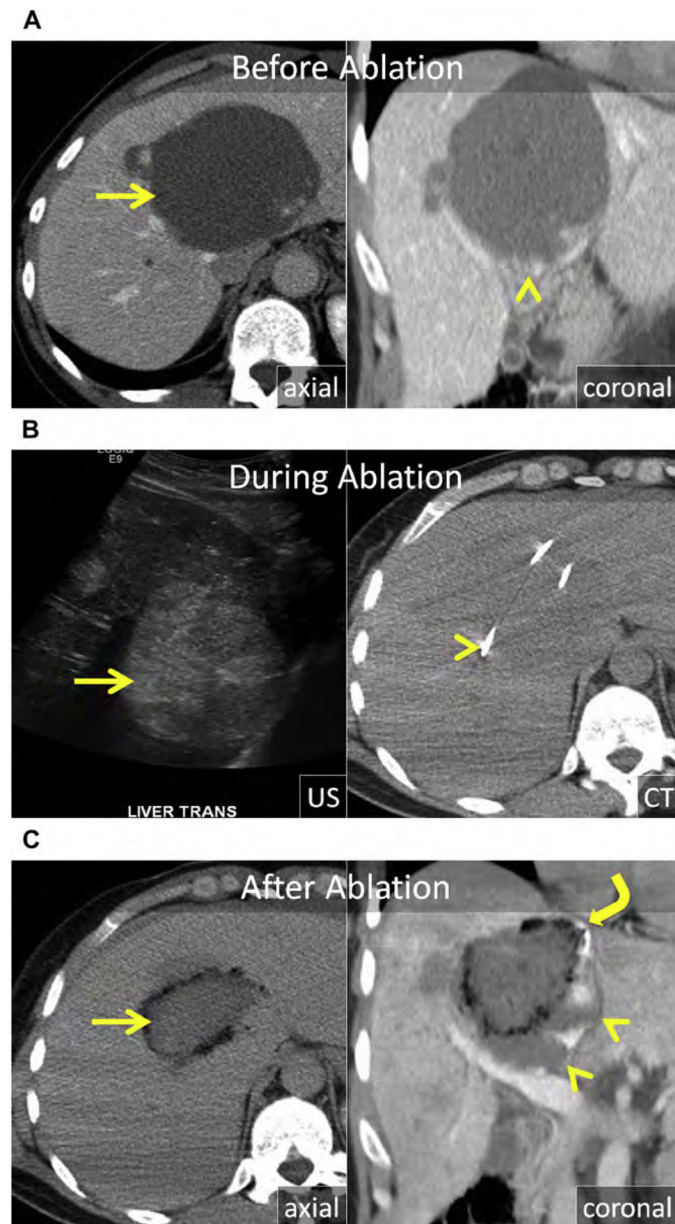 A
Before Ablation
axial
coronal
B
LOGIQ
E9
During Ablation
US
CT
LIVER TRANS
C
After Ablation
axial
coronal